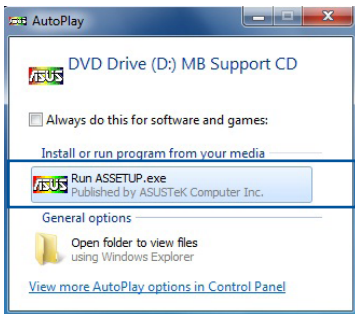 AutoPlay
DVD Drive (D:) MB Support CD
ASUS
Always do this for software and games:
Install or run program from your media
ASUS
Run ASSETUP.exe
Published by ASUSTeK Computer Inc.
General options
Open folder to view files
using Windows Explorer
View more AutoPlay options in Control Panel